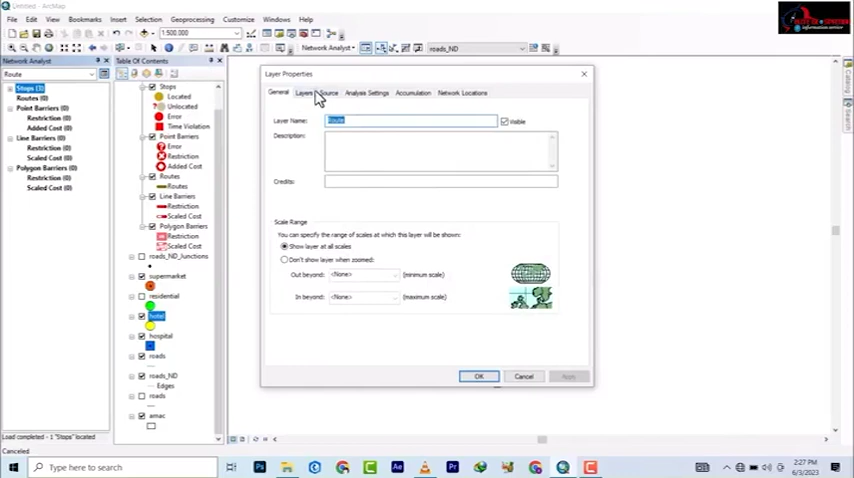 Untitled - ArcMap
File Edit View Bookmarks Insert Selection Geoprocessing Customize Windows Help
1:500,000
Network Analyst
roads_ND
information service
Network Analyst
Route
Stops (3)
Routes (0)
Point Barriers
Restriction (0)
Added Cost (0)
Line Barriers
Restriction (0)
Scaled Cost (0)
Polygon Barriers
Restriction (0)
Scaled Cost (0)
Table Of Contents
Stops
Located
Unlocated
Error
Time Violation
Point Barriers
Error
Restriction
Added Cost
Routes
Routes
Line Barriers
Restriction
Scaled Cost
Polygon Barriers
Restriction
Scaled Cost
roads_ND_Junctions
supermarket
residential
hotel
hospital
roads
roads_ND
Edges
roads
amac
Layer Properties
General Layers Source Analysis Settings Accumulation Network Locations
Layer Name: Route Visible
Description:
Credits:
Scale Range
You can specify the range of scales at which this layer will be shown:
Show layer at all scales
Don't show layer when zoomed:
Out beyond: <None> (minimum scale)
In beyond: <None> (maximum scale)
OK Cancel Apply
Catalog
Search
Load completed - 1 "Stops" located
Canceled
Type here to search
2:27 PM
6/3/2023